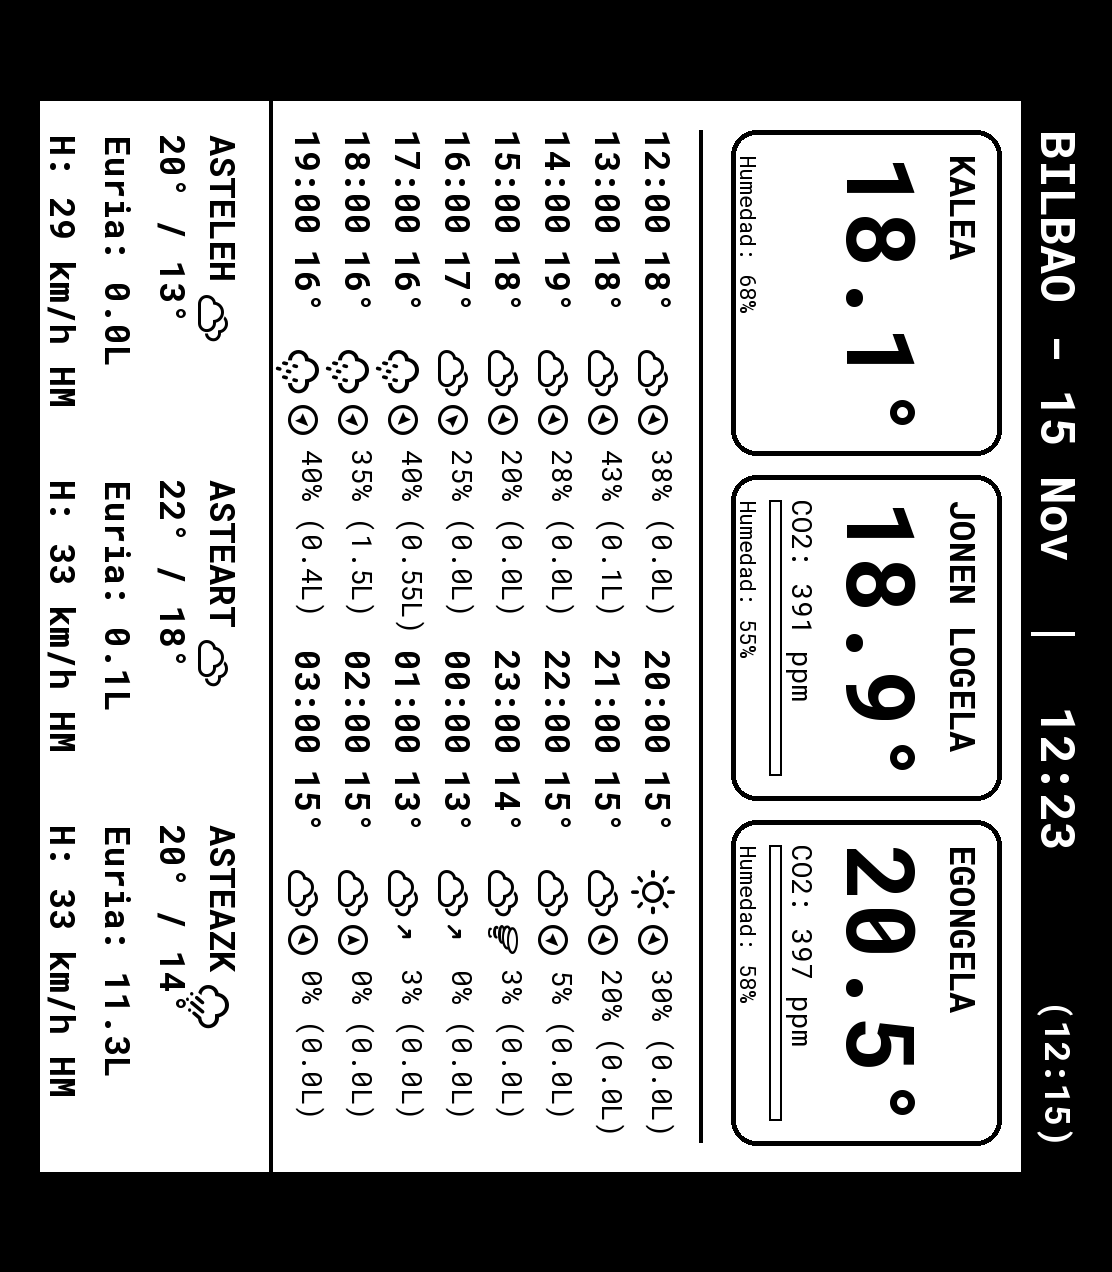 BILBAO - 15 Nov | 12:23 (12:15)
KALEA
18.1°
Humedad: 68%
JONEN LOGELA
18.9°
CO2: 391 ppm
Humedad: 55%
EGONGELA
20.5°
CO2: 397 ppm
Humedad: 58%
12:00 18° 38% (0.0L)
13:00 18° 43% (0.1L)
14:00 19° 28% (0.0L)
15:00 18° 20% (0.0L)
16:00 17° 25% (0.0L)
17:00 16° 40% (0.55L)
18:00 16° 35% (1.5L)
19:00 16° 40% (0.4L)
20:00 15° 30% (0.0L)
21:00 15° 20% (0.0L)
22:00 15° 5% (0.0L)
23:00 14° 3% (0.0L)
00:00 13° 0% (0.0L)
01:00 13° 3% (0.0L)
02:00 15° 0% (0.0L)
03:00 15° 0% (0.0L)
ASTELEH
20° / 13°
Euria: 0.0L
H: 29 km/h HM
ASTEART
22° / 18°
Euria: 0.1L
H: 33 km/h HM
ASTEAZK
20° / 14°
Euria: 11.3L
H: 33 km/h HM